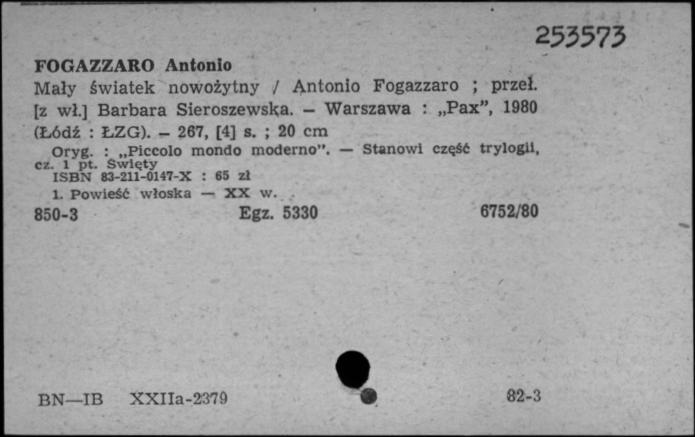 253573
FOGAZZARO Antonio
Mały światek nowożytny / Antonio Fogazzaro ; przeł.
[z wł.] Barbara Sieroszewska. — Warszawa : „Pax”, 1980
(Łódź : ŁZG). — 267, [4] s. ; 20 cm
Oryg. : „Piccolo mondo moderno”. — Stanowi część trylogii,
cz. 1 pt. Święty
ISBN 83-211-0147-X : 65 zł
1. Powieść włoska — XX w.
850-3 Egz. 5330 6752/80
BN—IB XXIIa-2379 82-3